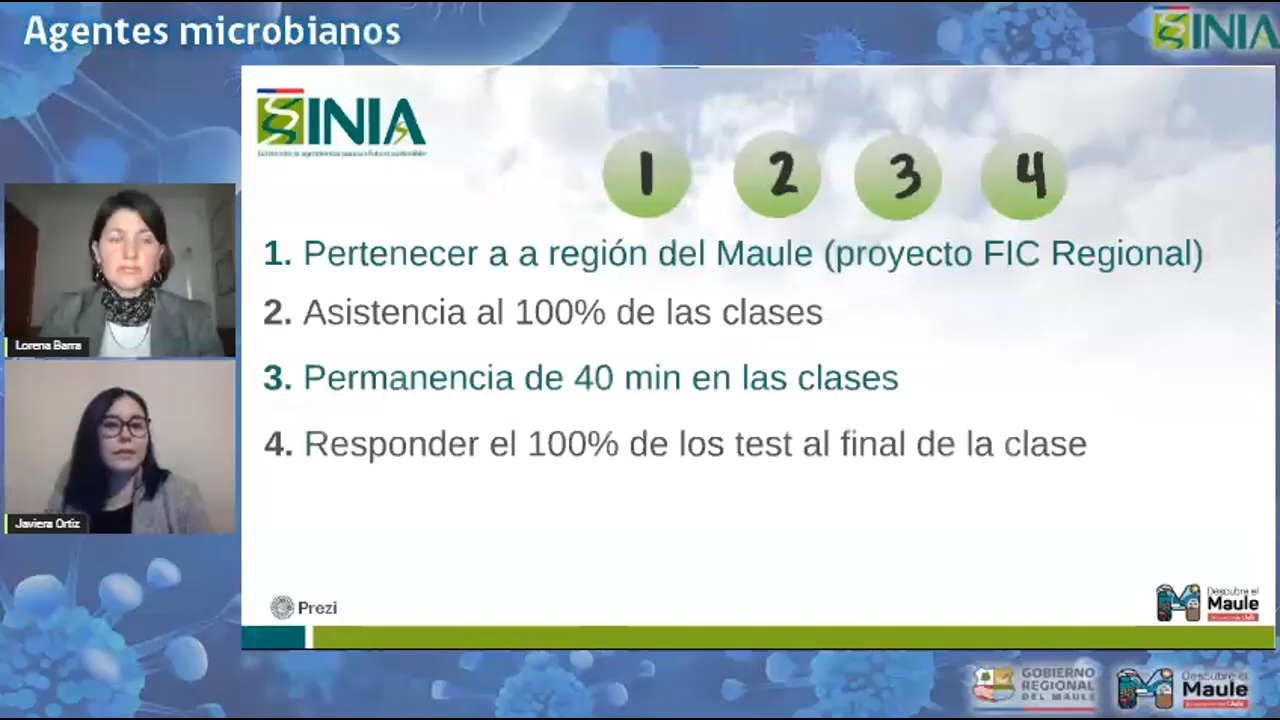 Agentes microbianos
INIA
INIA
1 2 3 4
1. Pertenecer a a región del Maule (proyecto FIC Regional)
2. Asistencia al 100% de las clases
3. Permanencia de 40 min en las clases
4. Responder el 100% de los test al final de la clase
Lorena Barra
Javiera Ortiz
Prezi
Descubre el
Maule
GOBIERNO
REGIONAL
DEL MAULE
Descubre el
Maule